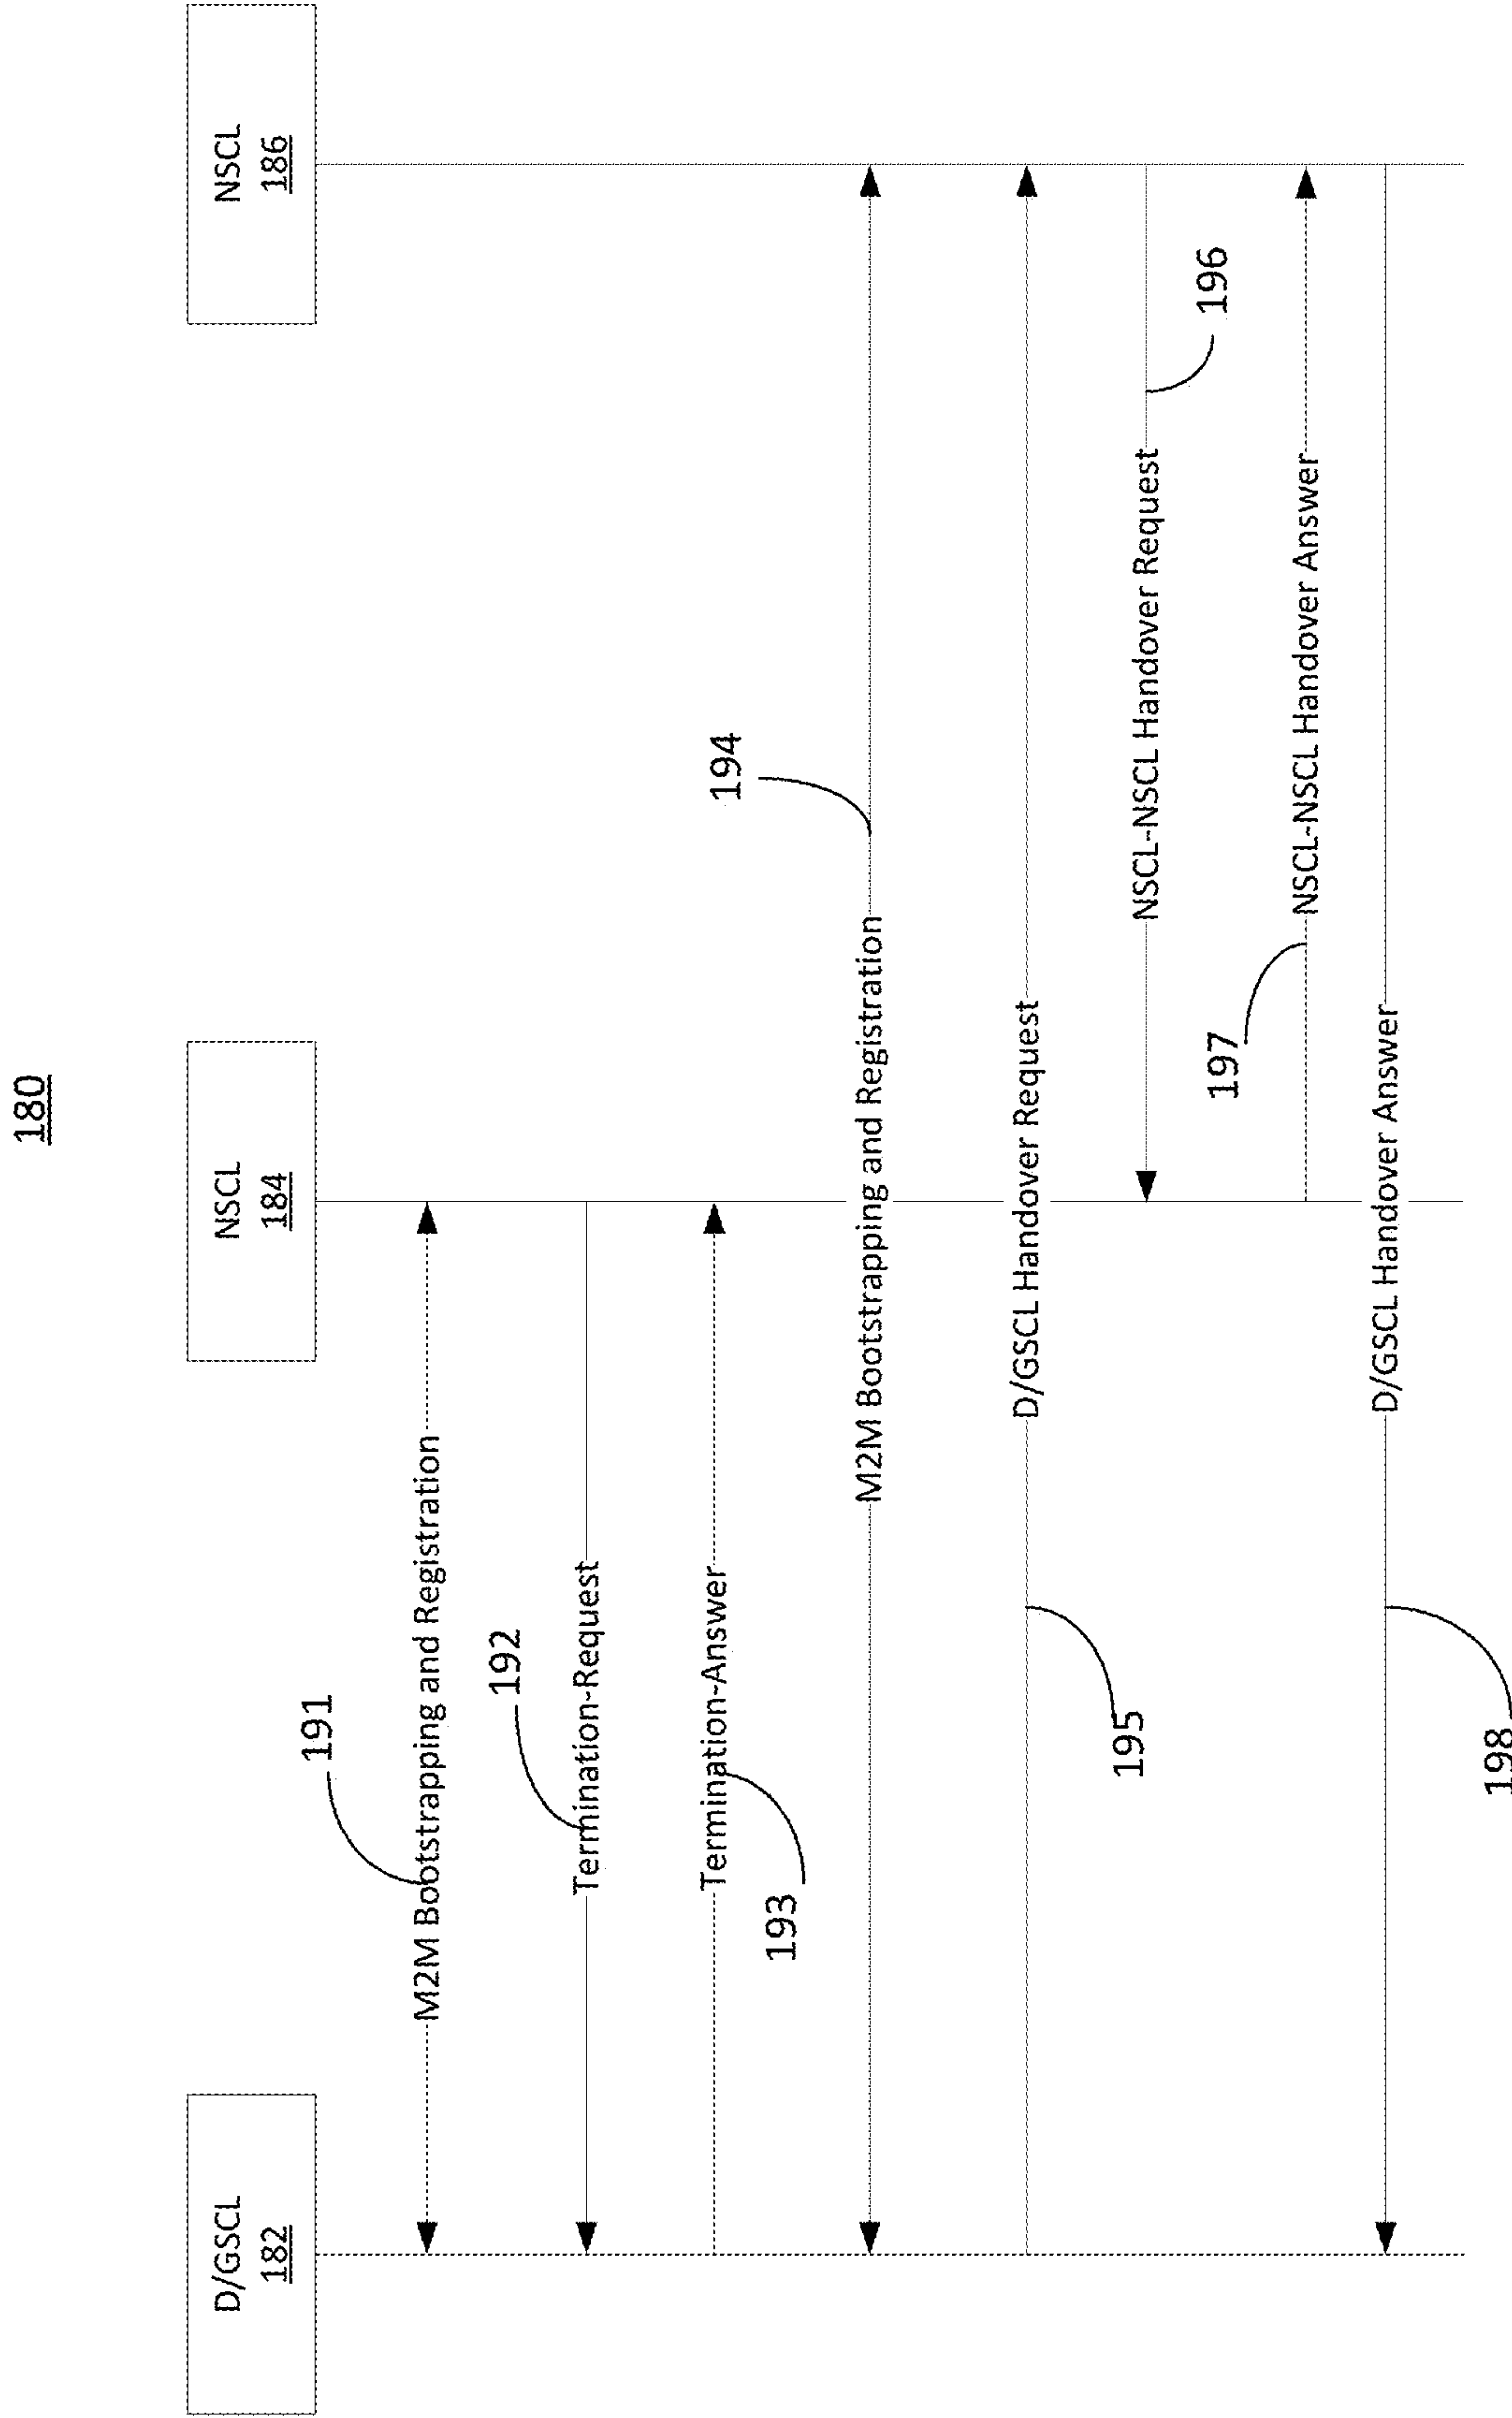 180
D/GSCL
182
NSCL
184
NSCL
186
191
M2M Bootstrapping and Registration
192
Termination-Request
Termination-Answer
193
194
M2M Bootstrapping and Registration
D/GSCL Handover Request
195
NSCL-NSCL Handover Request
196
197
NSCL-NSCL Handover Answer
D/GSCL Handover Answer
198